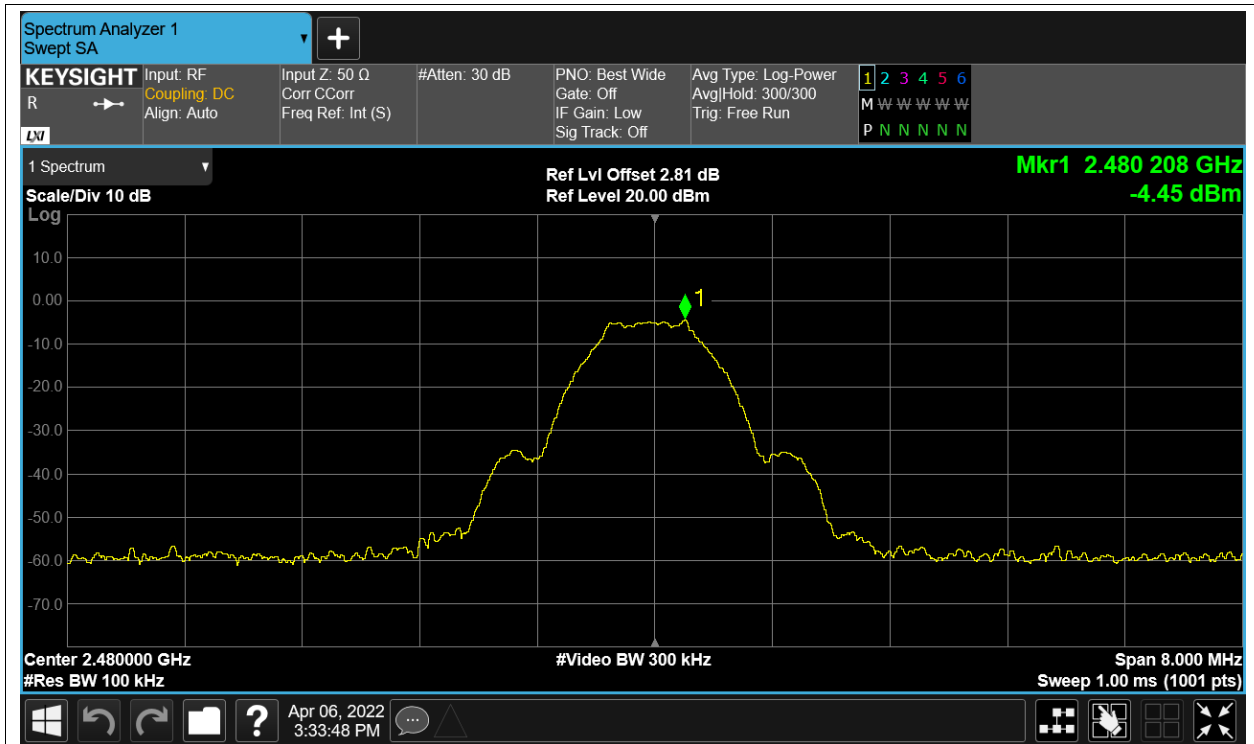 Spectrum Analyzer 1
Swept SA
KEYSIGHT
R
LXI
Input: RF
Coupling: DC
Align: Auto
Input Z: 50 Ω
Corr CCorr
Freq Ref: Int (S)
#Atten: 30 dB
PNO: Best Wide
Gate: Off
IF Gain: Low
Sig Track: Off
Avg Type: Log-Power
Avg|Hold: 300/300
Trig: Free Run
1 2 3 4 5 6
M W W W W W
P N N N N N
1 Spectrum
Scale/Div 10 dB
Ref Lvl Offset 2.81 dB
Ref Level 20.00 dBm
Mkr1 2.480 208 GHz
-4.45 dBm
Log
10.0
0.00
-10.0
-20.0
-30.0
-40.0
-50.0
-60.0
-70.0
1
Center 2.480000 GHz
#Video BW 300 kHz
Span 8.000 MHz
#Res BW 100 kHz
Sweep 1.00 ms (1001 pts)
?
Apr 06, 2022
3:33:48 PM